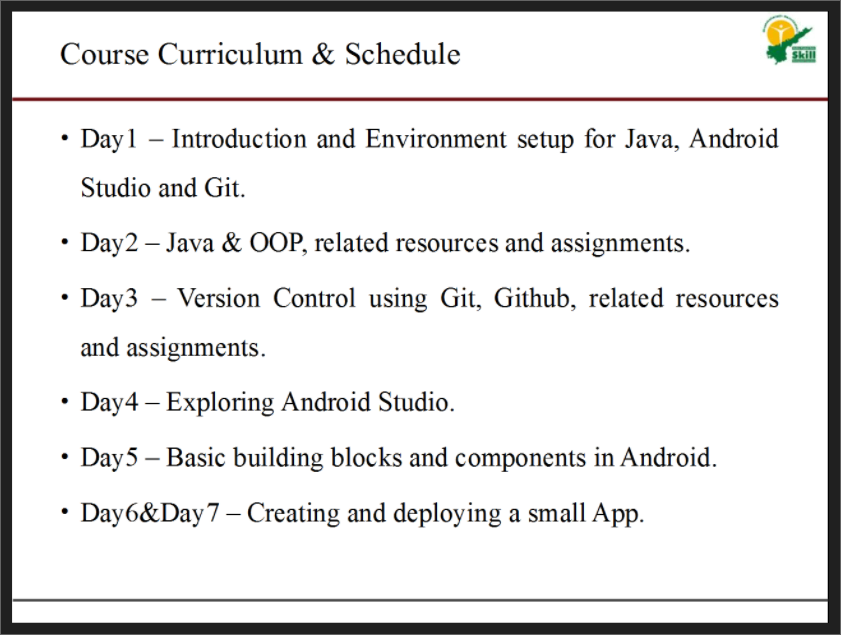 Course Curriculum & Schedule
skill
• Day1 – Introduction and Environment setup for Java, Android
Studio and Git.
• Day2 – Java & OOP, related resources and assignments.
• Day3 – Version Control using Git, Github, related resources
and assignments.
• Day4 – Exploring Android Studio.
• Day5 – Basic building blocks and components in Android.
• Day6&Day7 – Creating and deploying a small App.